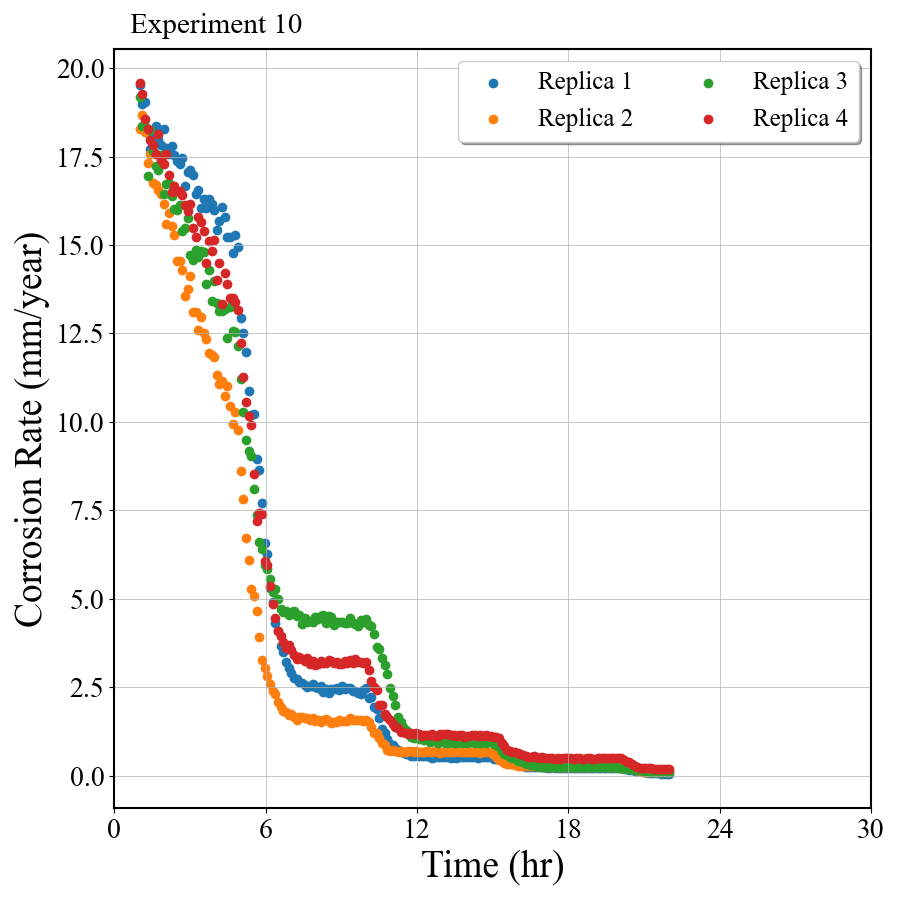 Experiment 10
Replica 1
Replica 2
Replica 3
Replica 4
20.0
17.5
15.0
12.5
10.0
7.5
5.0
2.5
0.0
Corrosion Rate (mm/year)
0 6 12 18 24 30
Time (hr)